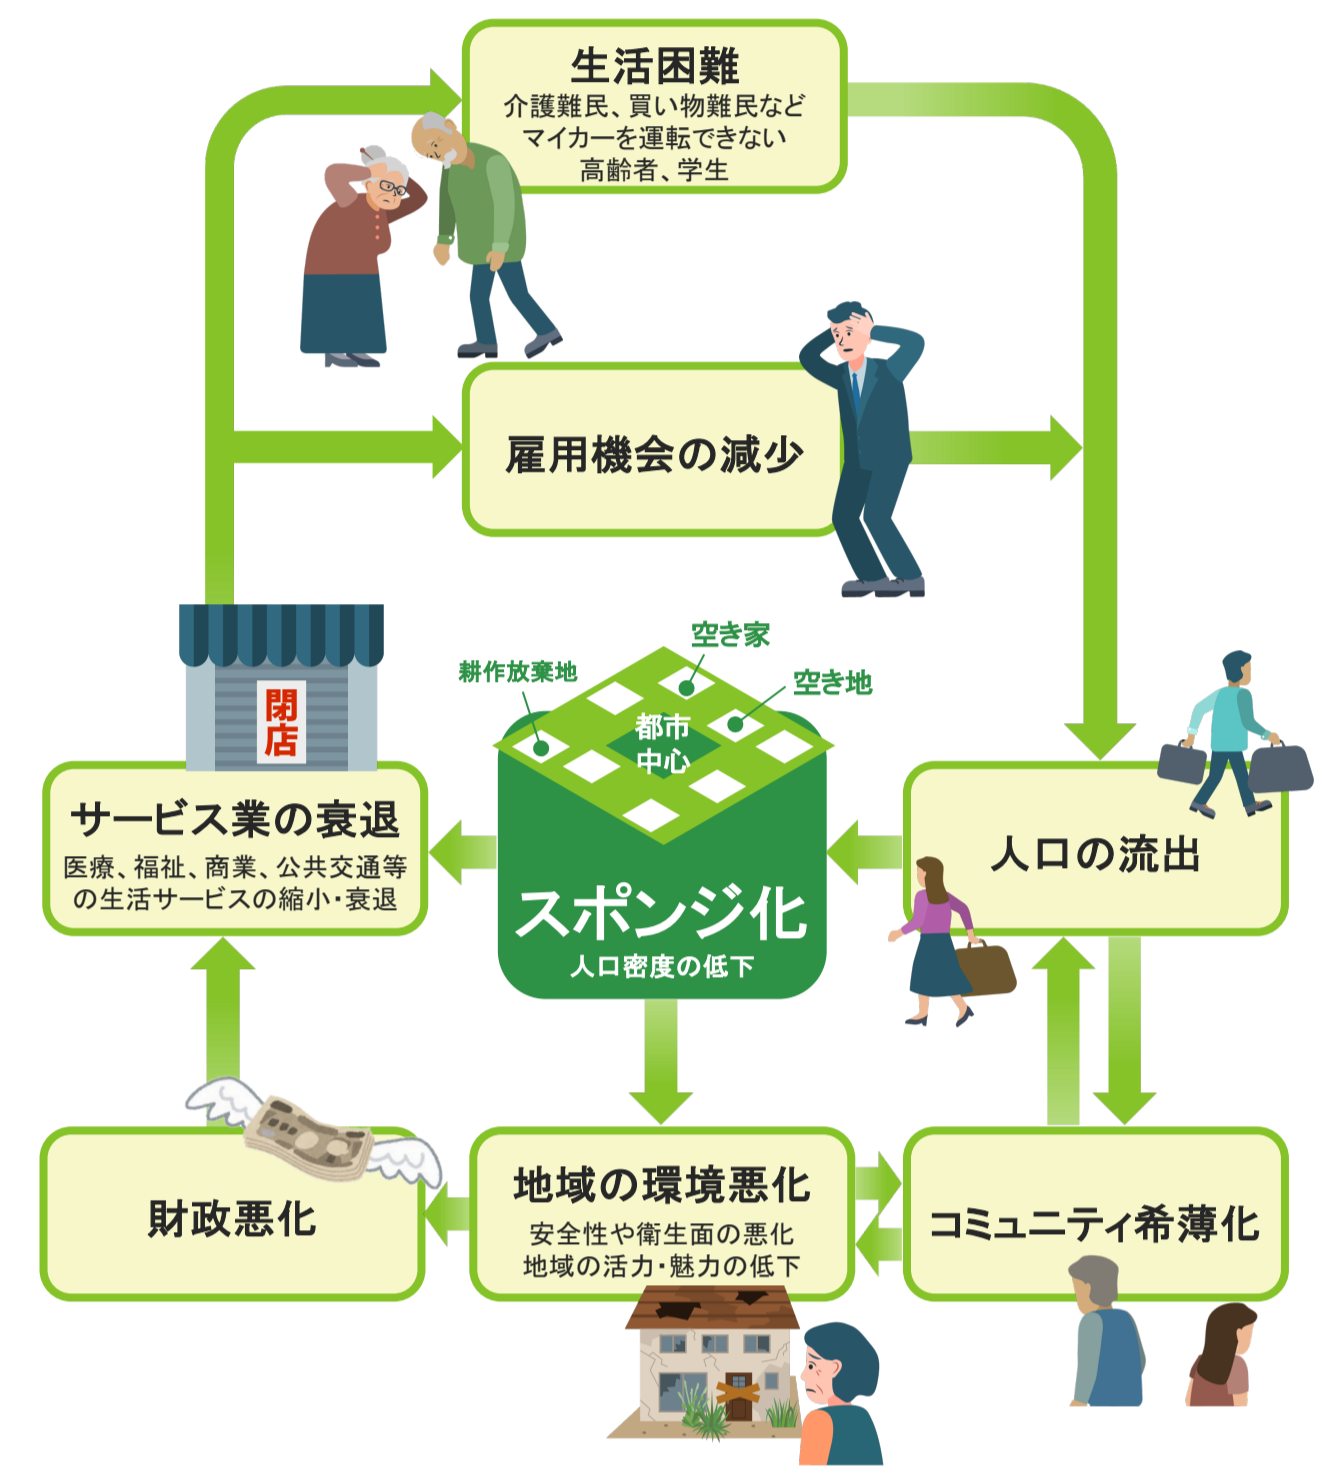 生活困難
介護難民、買い物難民など
マイカーを運転できない
高齢者、学生
雇用機会の減少
空き家
耕作放棄地
空き地
都市
中心
閉
店
サービス業の衰退
医療、福祉、商業、公共交通等
の生活サービスの縮小・衰退
スポンジ化
人口密度の低下
人口の流出
財政悪化
地域の環境悪化
安全性や衛生面の悪化
地域の活力・魅力の低下
コミュニティ希薄化